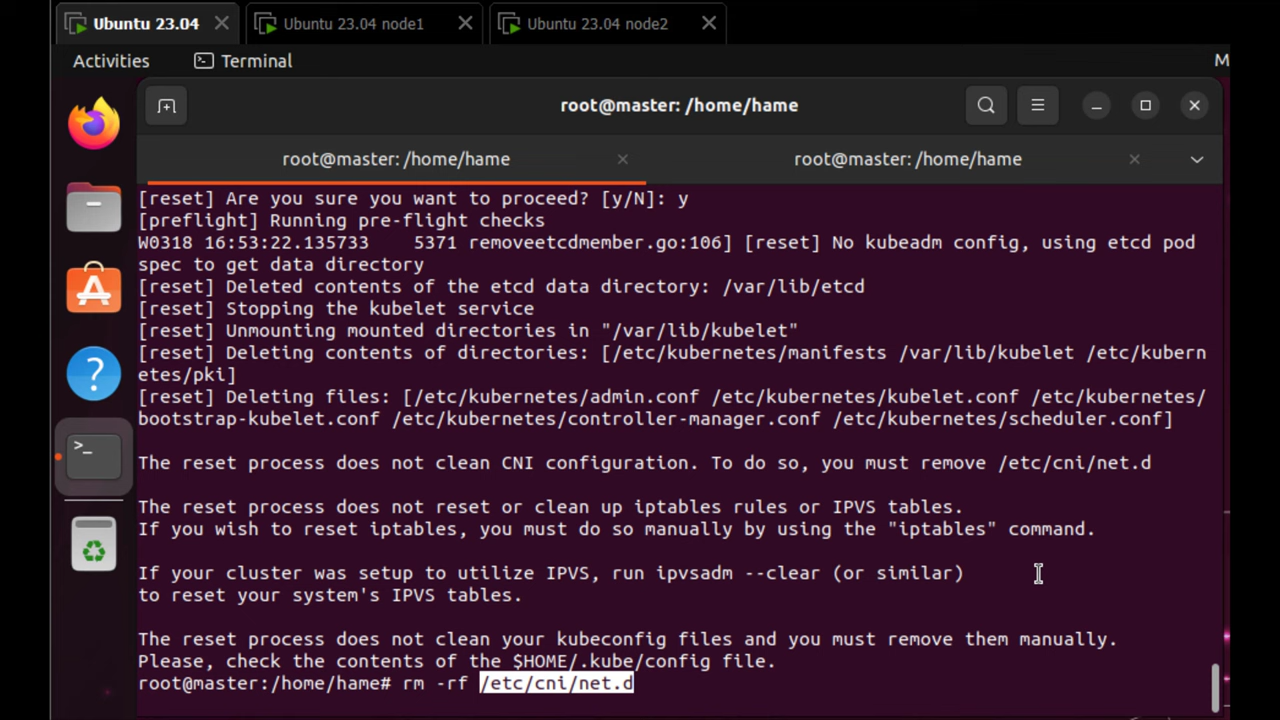 Ubuntu 23.04
Ubuntu 23.04 node1
Ubuntu 23.04 node2
Activities
Terminal
M
root@master: /home/hame
root@master: /home/hame
root@master: /home/hame
[reset] Are you sure you want to proceed? [y/N]: y
[preflight] Running pre-flight checks
W0318 16:53:22.135733    5371 removeetcdmember.go:106] [reset] No kubeadm config, using etcd pod
spec to get data directory
[reset] Deleted contents of the etcd data directory: /var/lib/etcd
[reset] Stopping the kubelet service
[reset] Unmounting mounted directories in "/var/lib/kubelet"
[reset] Deleting contents of directories: [/etc/kubernetes/manifests /var/lib/kubelet /etc/kubern
etes/pki]
[reset] Deleting files: [/etc/kubernetes/admin.conf /etc/kubernetes/kubelet.conf /etc/kubernetes/
bootstrap-kubelet.conf /etc/kubernetes/controller-manager.conf /etc/kubernetes/scheduler.conf]
The reset process does not clean CNI configuration. To do so, you must remove /etc/cni/net.d
The reset process does not reset or clean up iptables rules or IPVS tables.
If you wish to reset iptables, you must do so manually by using the "iptables" command.
If your cluster was setup to utilize IPVS, run ipvsadm --clear (or similar)
to reset your system's IPVS tables.
The reset process does not clean your kubeconfig files and you must remove them manually.
Please, check the contents of the $HOME/.kube/config file.
root@master:/home/hame# rm -rf /etc/cni/net.d